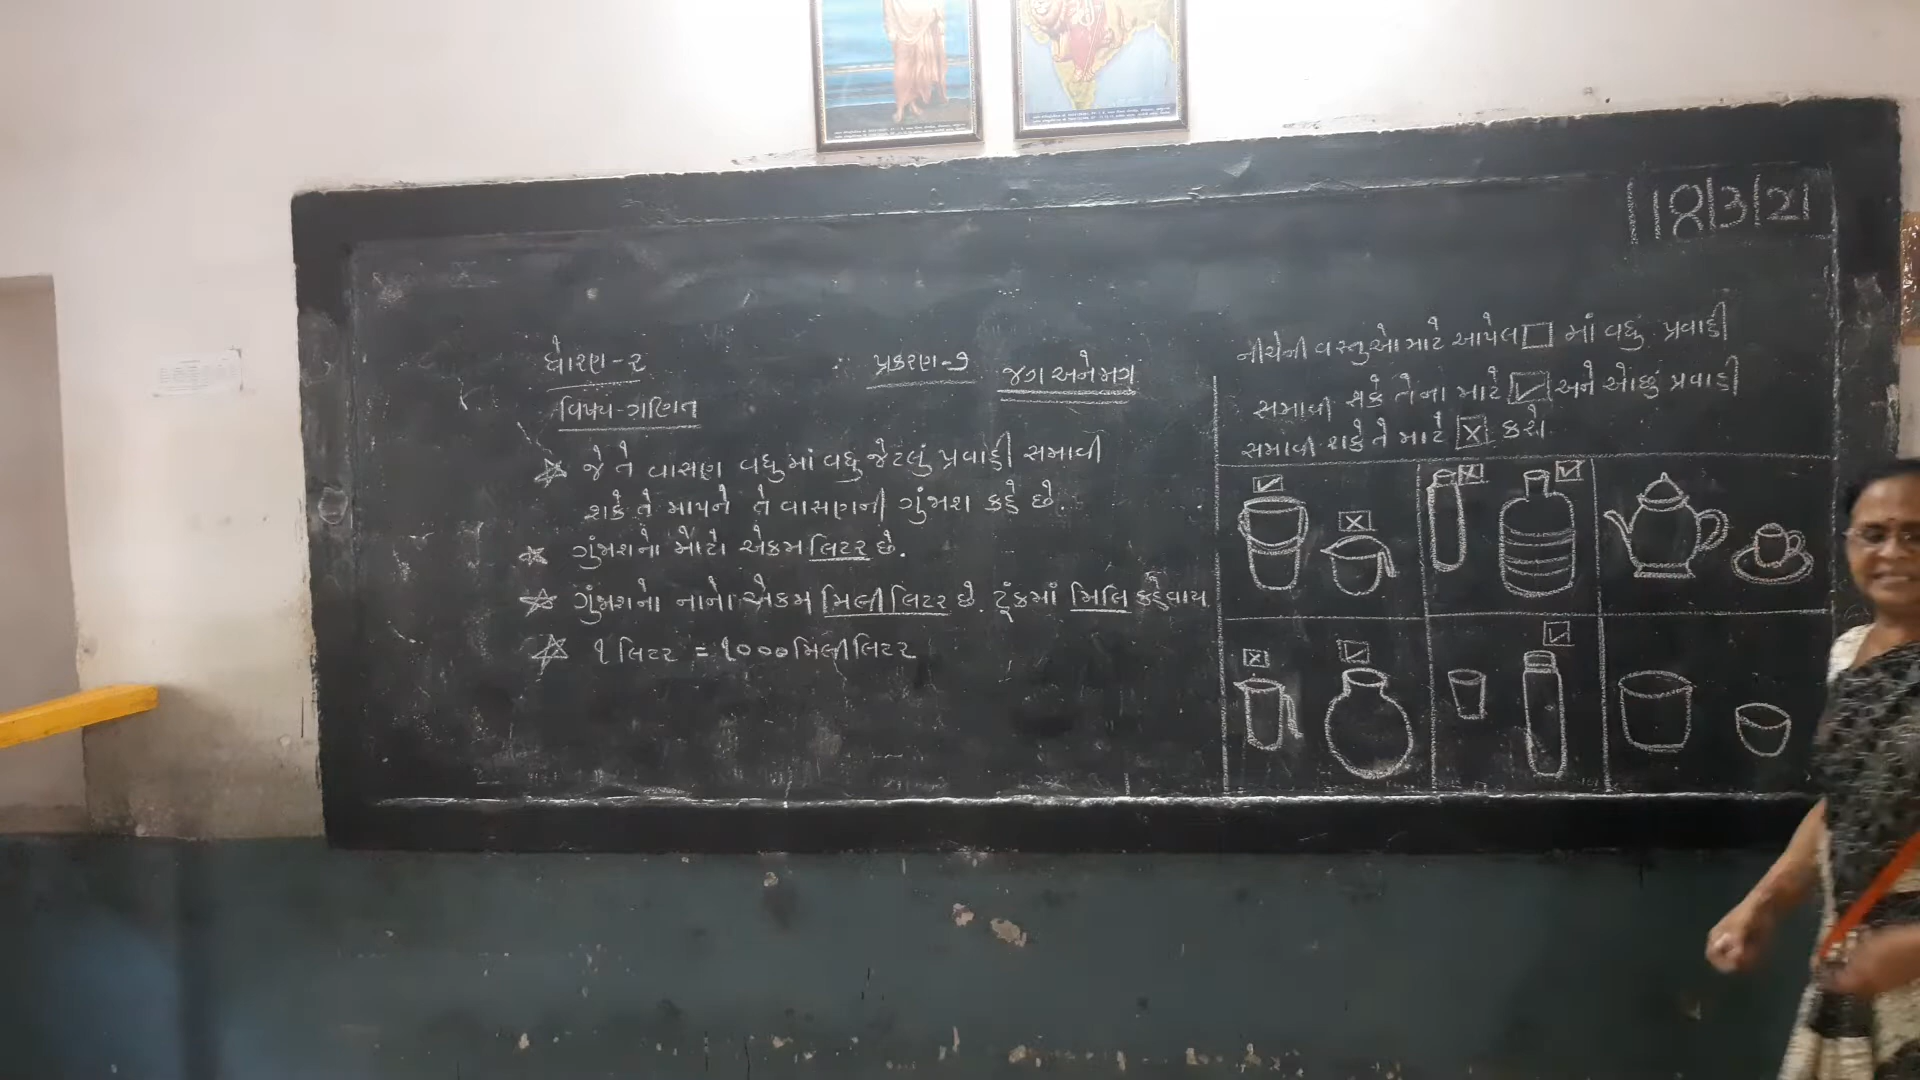 ૧૪|૩|૨૧
ધોરણ-૨
પ્રકરણ-૭ જગ અને મગ
વિષય-ગણિત
જે તે વાસણ વધુમાં વધુ જેટલું પ્રવાહી સમાવી
શકે તે માપને તે વાસણની ગુંજાશ કહે છે.
ગુંજાશનો મોટો એકમ લિટર છે.
ગુંજાશનો નાનો એકમ મિલીલિટર છે. ટૂંકમાં મિલિ કહેવાય
૧ લિટર = ૧૦૦૦ મિલીલિટર
નીચેની વસ્તુઓ માટે આપેલ □ માં વધુ પ્રવાહી
સમાવી શકે તેના માટે ☑ અને ઓછું પ્રવાહી
સમાવી શકે તે માટે ☒ કરો.